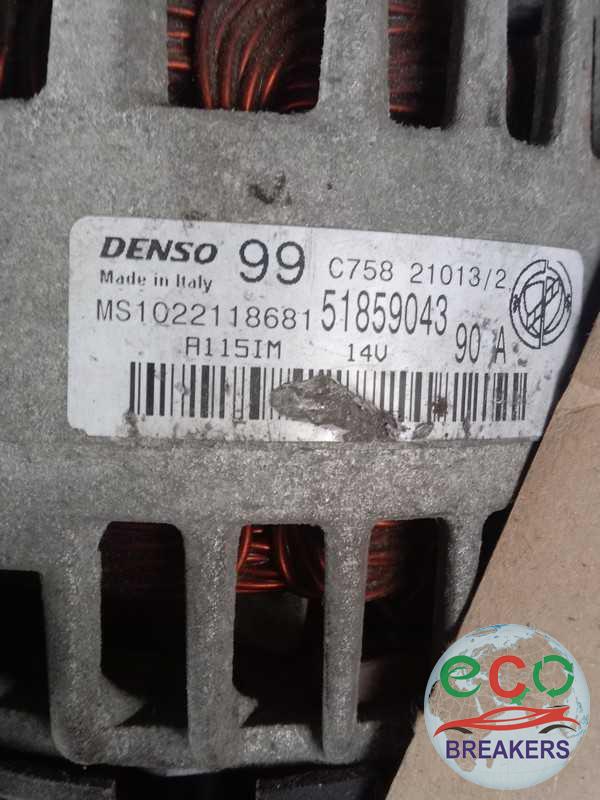 DENSO 99 C758 21013/2
Made in Italy
MS1022118681 51859043 90 A
A115IM 14V
eco
BREAKERS